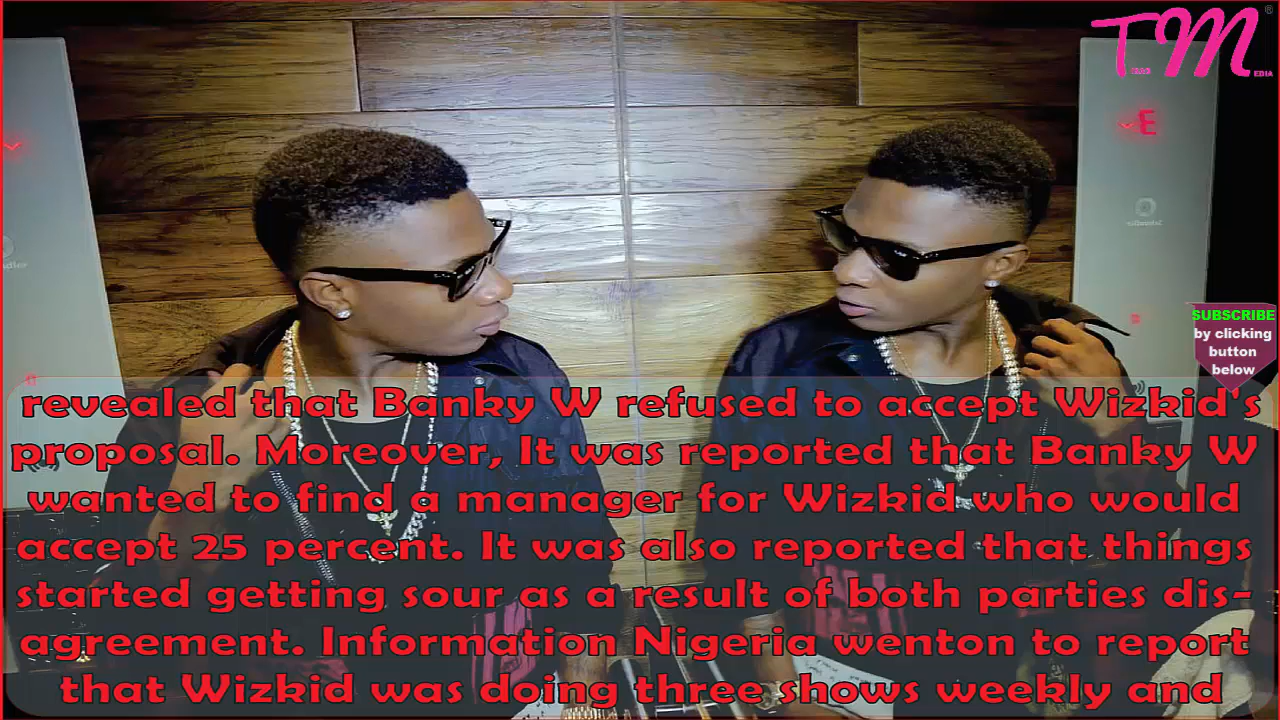 TM
EDIA
E
SUBSCRIBE
by clicking
button
below
revealed that Banky W refused to accept Wizkid's
proposal. Moreover, It was reported that Banky W
wanted to find a manager for Wizkid who would
accept 25 percent. It was also reported that things
started getting sour as a result of both parties dis-
agreement. Information Nigeria wenton to report
that Wizkid was doing three shows weekly and